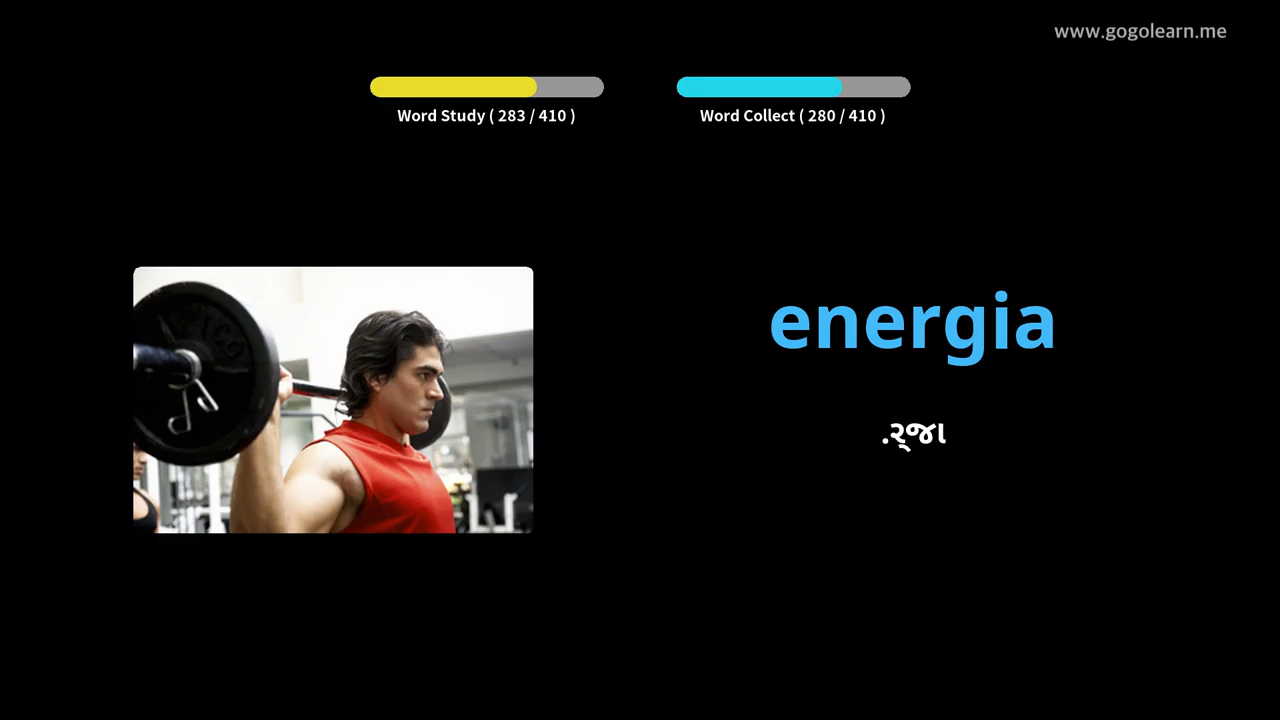 www.gogolearn.me
Word Study ( 283 / 410 )
Word Collect ( 280 / 410 )
energia
.ર્જા